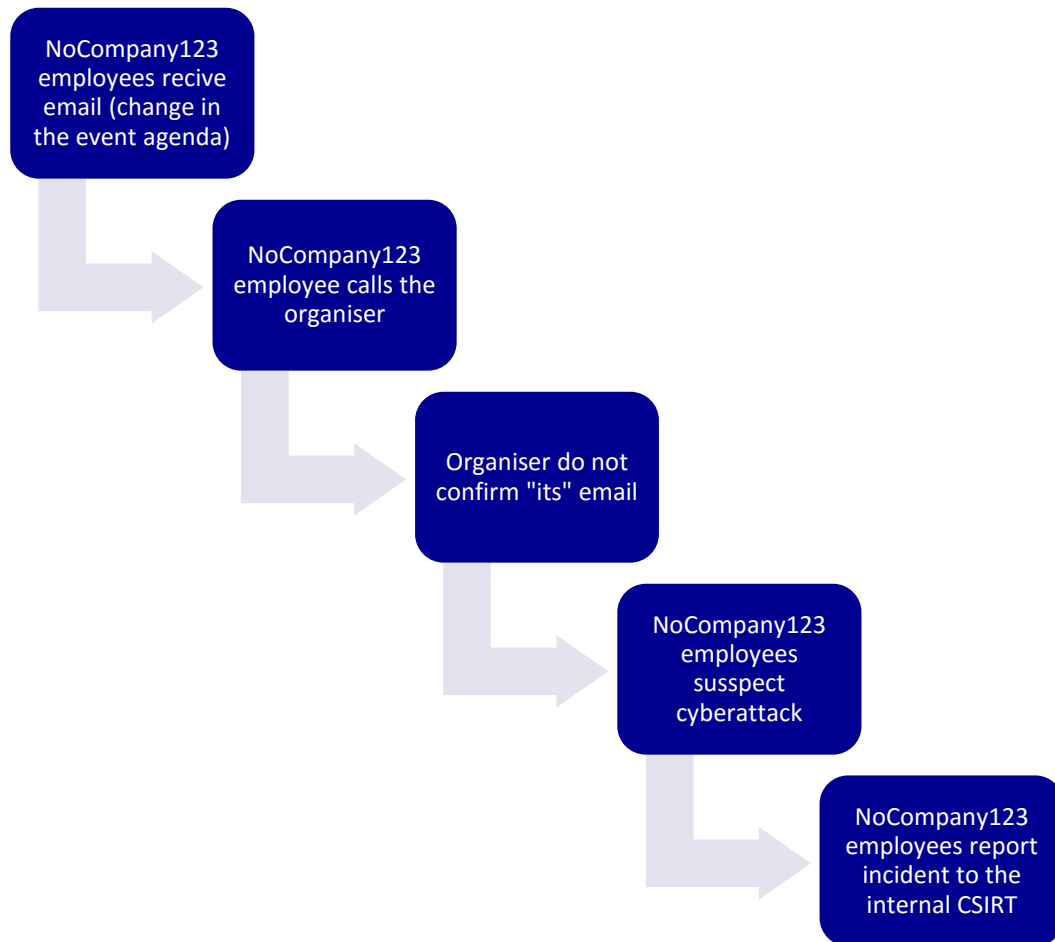 NoCompany123
employees recive
email (change in
the event agenda)
NoCompany123
employee calls the
organiser
Organiser do not
confirm "its" email
NoCompany123
employees
susspect
cyberattack
NoCompany123
employees report
incident to the
internal CSIRT